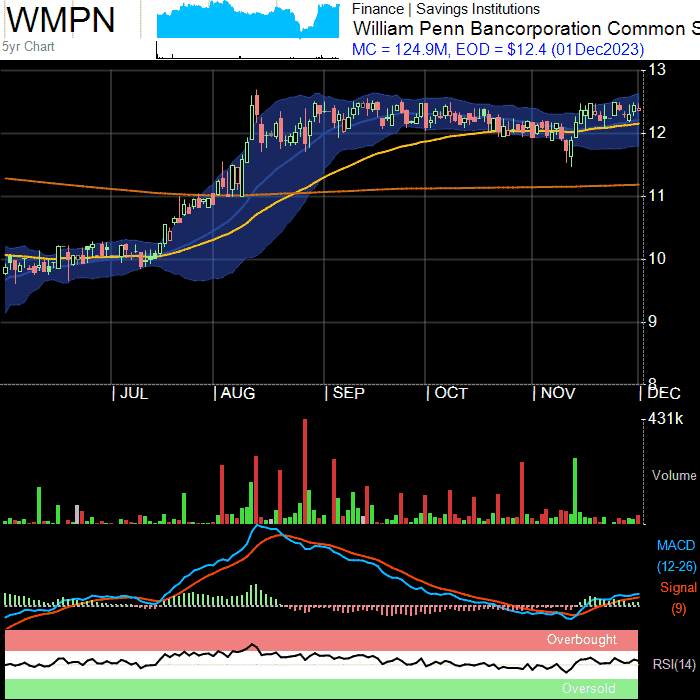 WMPN
5yr Chart
Finance | Savings Institutions
William Penn Bancorporation Common S
MC = 124.9M, EOD = $12.4 (01Dec2023)
13
12
11
10
9
8
JUL
AUG
SEP
OCT
NOV
DEC
431k
Volume
MACD
(12-26)
Signal
(9)
Overbought
RSI(14)
Oversold